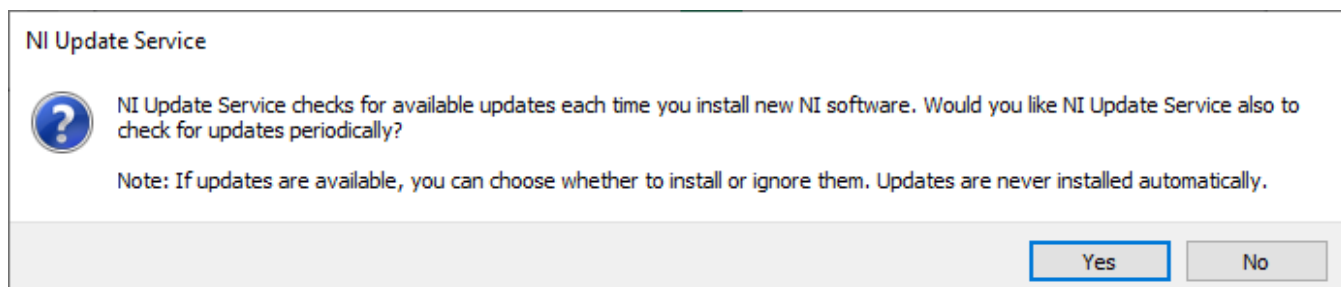 NI Update Service
NI Update Service checks for available updates each time you install new NI software. Would you like NI Update Service also to
check for updates periodically?
Note: If updates are available, you can choose whether to install or ignore them. Updates are never installed automatically.
Yes
No